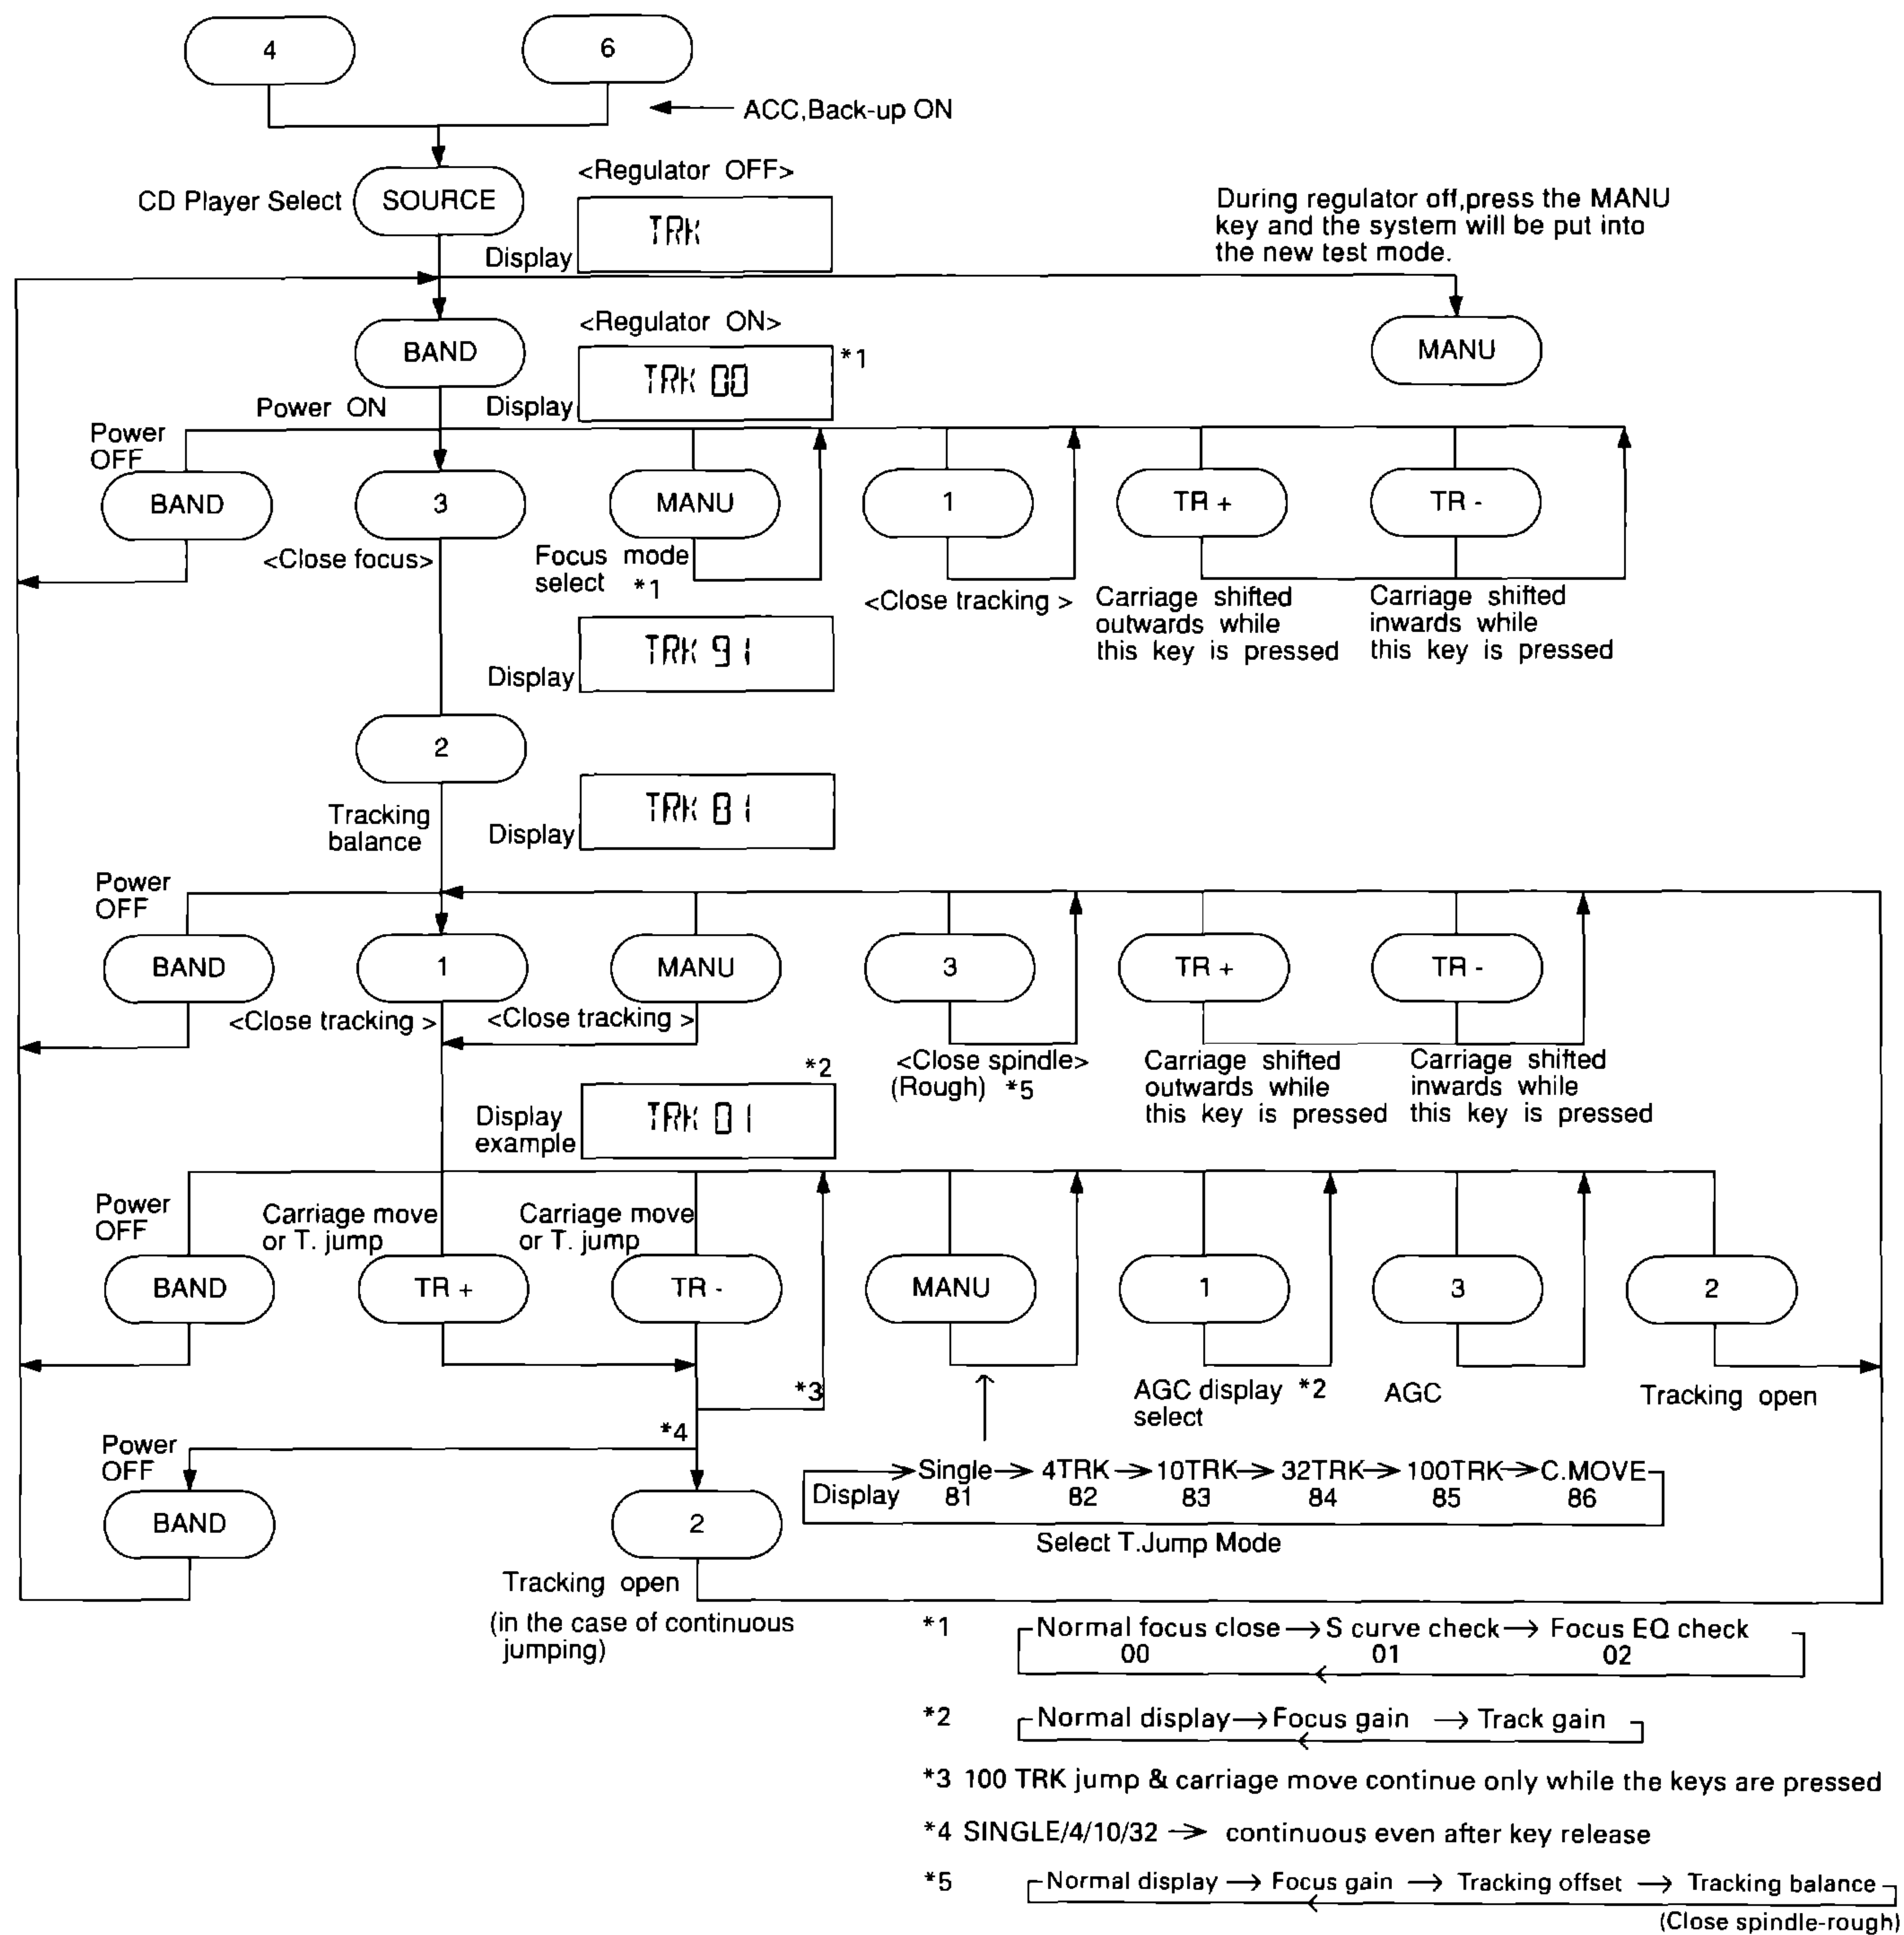 4
6
ACC,Back-up ON
<Regulator OFF>
CD Player Select
SOURCE
TRK
Display
During regulator off,press the MANU
key and the system will be put into
the new test mode.
<Regulator ON>
BAND
TRK 00
*1
MANU
Power ON
Display
Power
OFF
BAND
3
MANU
1
TR +
TR -
<Close focus>
Focus mode
select *1
<Close tracking >
Carriage shifted
outwards while
this key is pressed
Carriage shifted
inwards while
this key is pressed
TRK 91
Display
2
TRK 81
Tracking
balance
Display
Power
OFF
BAND
1
MANU
3
TR +
TR -
<Close tracking >
<Close tracking >
<Close spindle>
(Rough) *5
Carriage shifted
outwards while
this key is pressed
Carriage shifted
inwards while
this key is pressed
*2
Display
example
TRK 01
Power
OFF
Carriage move
or T. jump
Carriage move
or T. jump
BAND
TR +
TR -
MANU
1
3
2
*3
AGC display *2
select
AGC
Tracking open
*4
Power
OFF
BAND
2
Single → 4TRK → 10TRK → 32TRK → 100TRK → C.MOVE
Display 81 82 83 84 85 86
Select T.Jump Mode
Tracking open
(in the case of continuous
jumping)
*1 Normal focus close → S curve check → Focus EQ check
00 01 02
*2 Normal display → Focus gain → Track gain
*3 100 TRK jump & carriage move continue only while the keys are pressed
*4 SINGLE/4/10/32 → continuous even after key release
*5 Normal display → Focus gain → Tracking offset → Tracking balance
(Close spindle-rough)